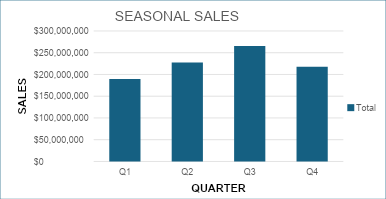 SEASONAL SALES
$300,000,000
$250,000,000
$200,000,000
$150,000,000
$100,000,000
$50,000,000
$0
SALES
Q1 Q2 Q3 Q4
QUARTER
Total